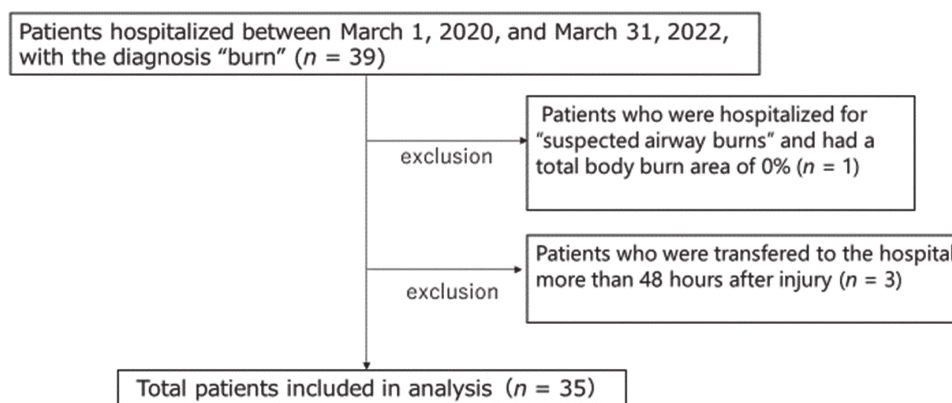 Patients hospitalized between March 1, 2020, and March 31, 2022,
with the diagnosis “burn” (n = 39)
Patients who were hospitalized for
“suspected airway burns” and had a
total body burn area of 0% (n = 1)
exclusion
Patients who were transfered to the hospital
more than 48 hours after injury (n = 3)
exclusion
Total patients included in analysis (n = 35)